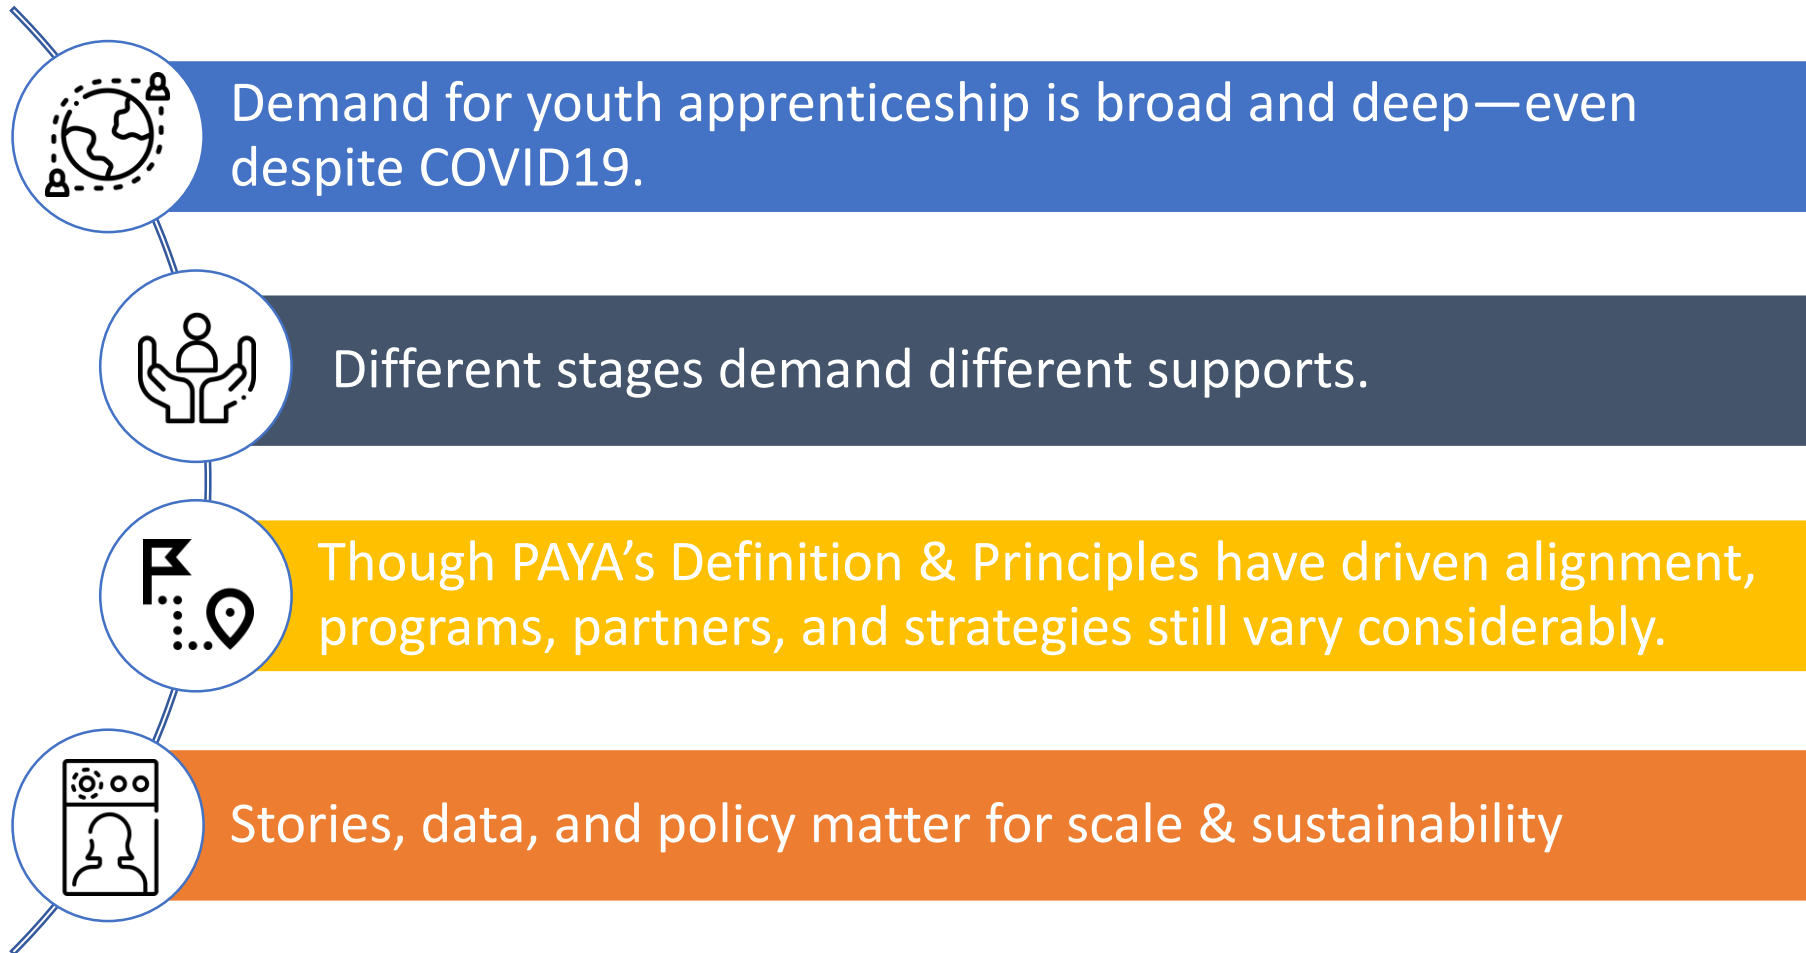 Demand for youth apprenticeship is broad and deep—even
despite COVID19.
Different stages demand different supports.
Though PAYA’s Definition & Principles have driven alignment,
programs, partners, and strategies still vary considerably.
Stories, data, and policy matter for scale & sustainability